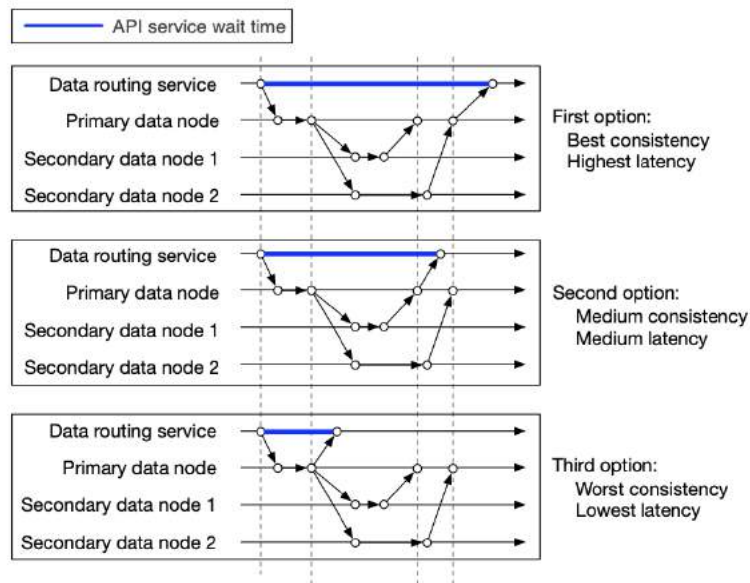 API service wait time
Data routing service
Primary data node
Secondary data node 1
Secondary data node 2
First option:
Best consistency
Highest latency
Data routing service
Primary data node
Secondary data node 1
Secondary data node 2
Second option:
Medium consistency
Medium latency
Data routing service
Primary data node
Secondary data node 1
Secondary data node 2
Third option:
Worst consistency
Lowest latency